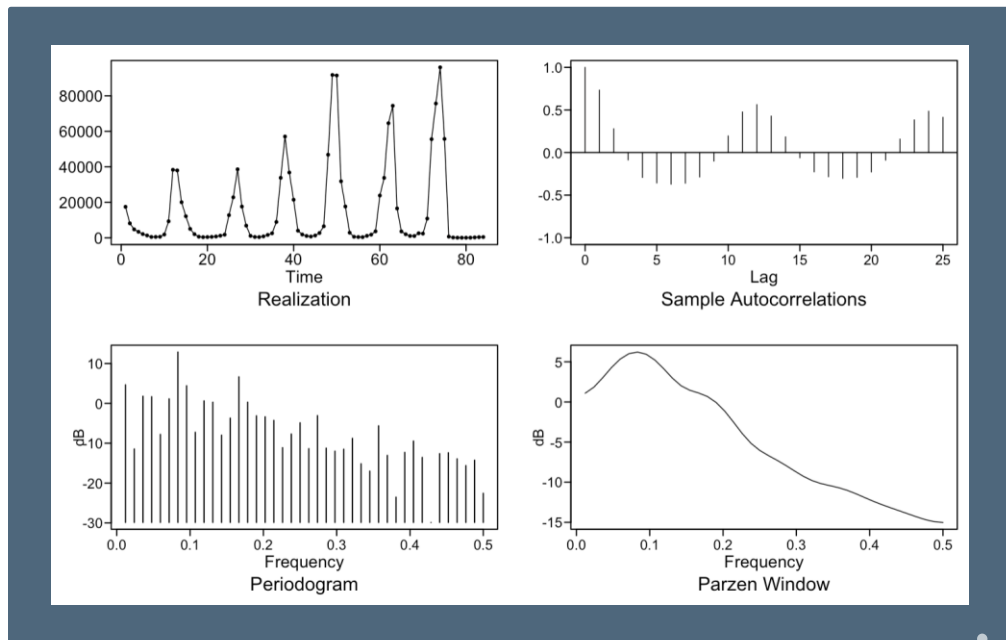 80000
60000
40000
20000
0
0 20 40 60 80
Time
Realization
1.0
0.5
0.0
-0.5
-1.0
0 5 10 15 20 25
Lag
Sample Autocorrelations
10
0
-10
-20
-30
dB
0.0 0.1 0.2 0.3 0.4 0.5
Frequency
Periodogram
5
0
-5
-10
-15
dB
0.0 0.1 0.2 0.3 0.4 0.5
Frequency
Parzen Window